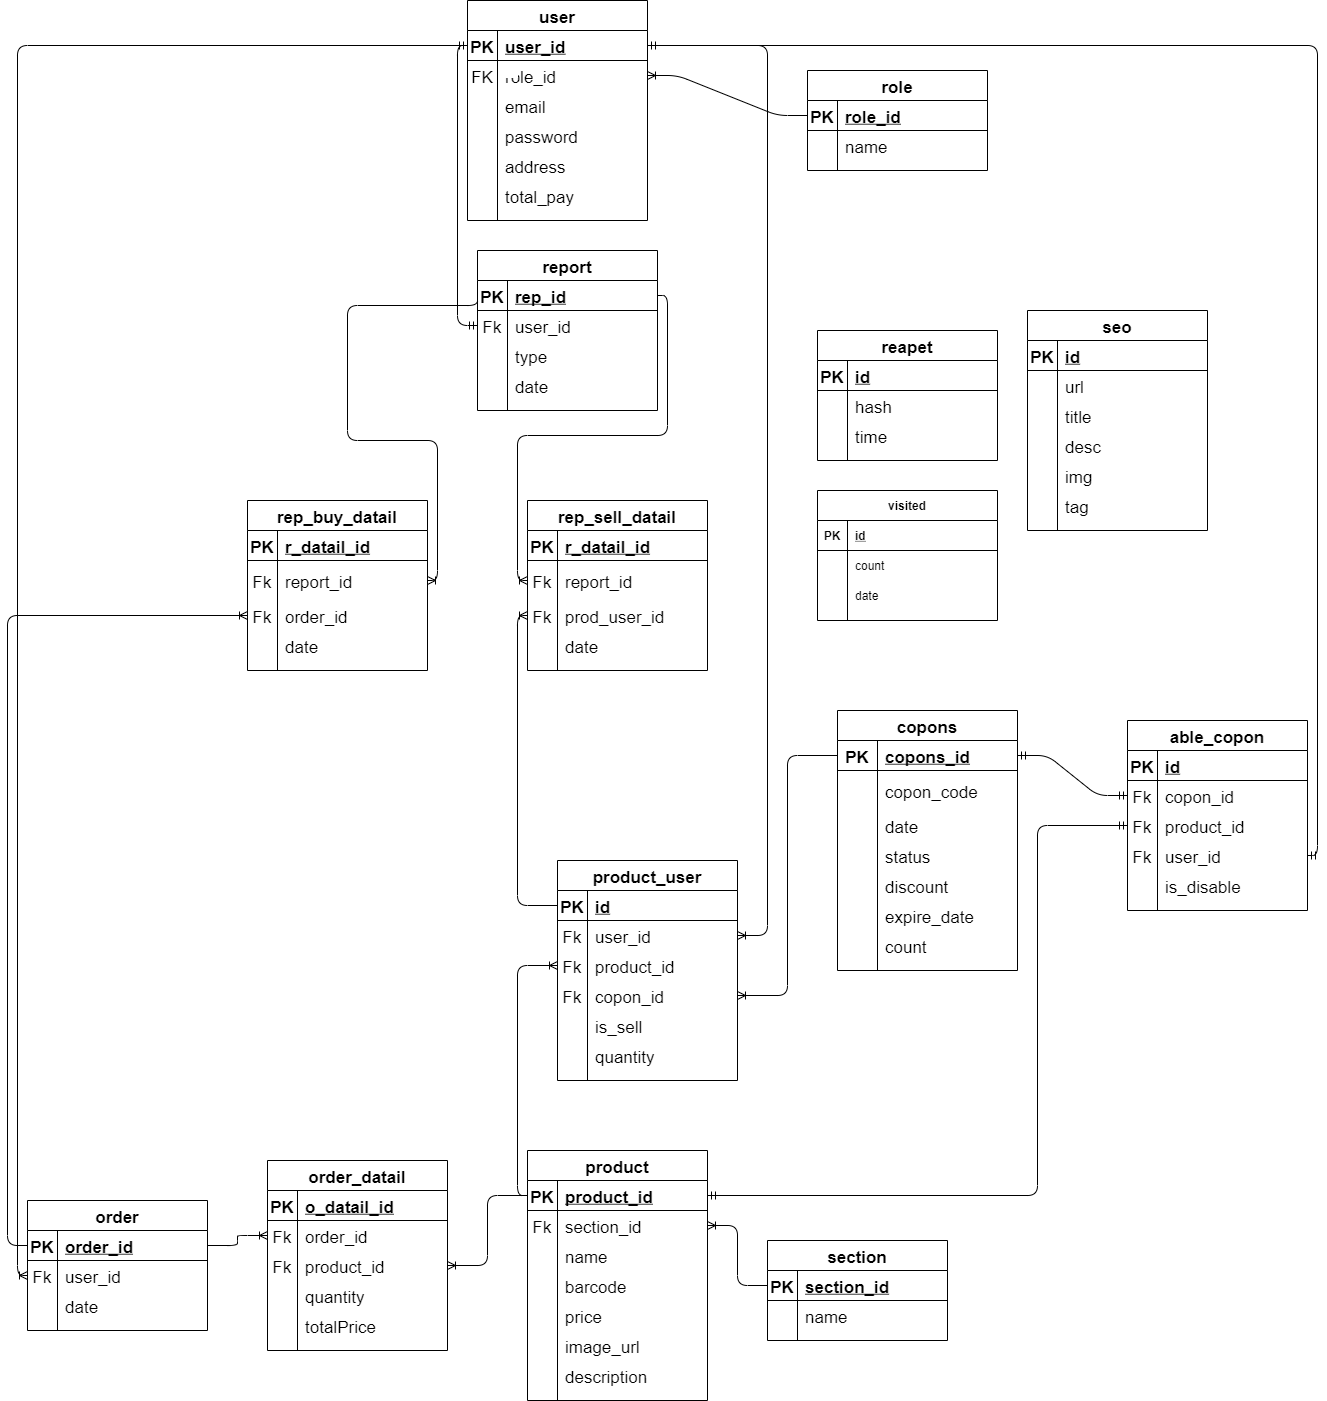 user
PK user_id
FK role_id
email
password
address
total_pay
role
PK role_id
name
report
PK rep_id
Fk user_id
type
date
reapet
PK id
hash
time
seo
PK id
url
title
desc
img
tag
visited
PK id
count
date
rep_buy_datail
PK r_datail_id
Fk report_id
Fk order_id
date
rep_sell_datail
PK r_datail_id
Fk report_id
Fk prod_user_id
date
copons
PK copons_id
copon_code
date
status
discount
expire_date
count
able_copon
PK id
Fk copon_id
Fk product_id
Fk user_id
is_disable
product_user
PK id
Fk user_id
Fk product_id
Fk copon_id
is_sell
quantity
order
PK order_id
Fk user_id
date
order_datail
PK o_datail_id
Fk order_id
Fk product_id
quantity
totalPrice
product
PK product_id
Fk section_id
name
barcode
price
image_url
description
section
PK section_id
name